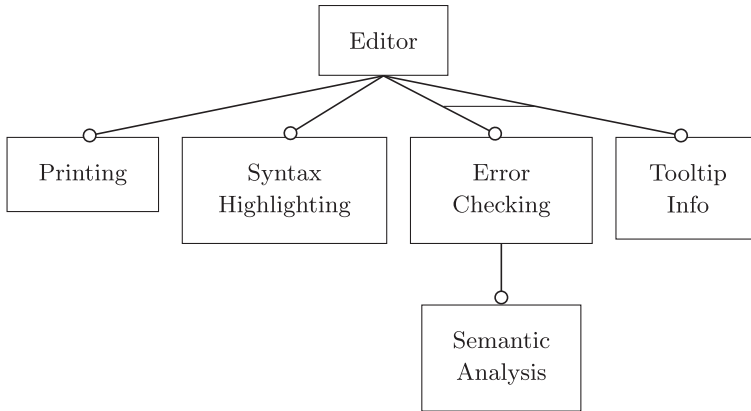 Editor
Printing
Syntax
Highlighting
Error
Checking
Tooltip
Info
Semantic
Analysis